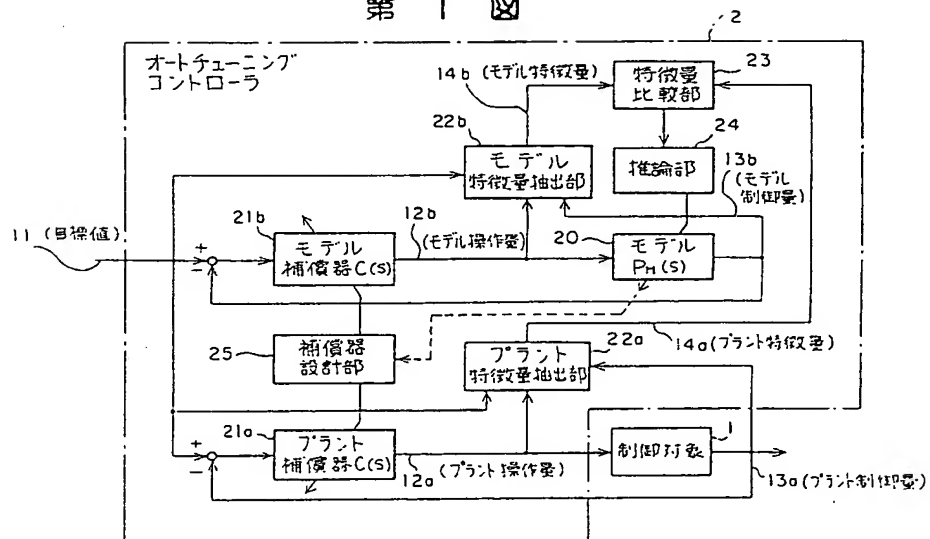 第 1 図
2
オートチューニング
コントローラ
14b (モデル特徴量)
特徴量
比較部
23
22b
24
モデル
特徴量抽出部
推論部
13b
(モデル
制御量)
11 (目標値)
21b
12b
(モデル操作量)
20
+
-
モデル
補償器C(S)
モデル
PM(S)
25
補償器
設計部
プラント
特徴量抽出部
22a
14a(プラント特徴量)
21a
+
-
プラント
補償器C(S)
12a (プラント操作量)
1
制御対象
13a(プラント制御量)